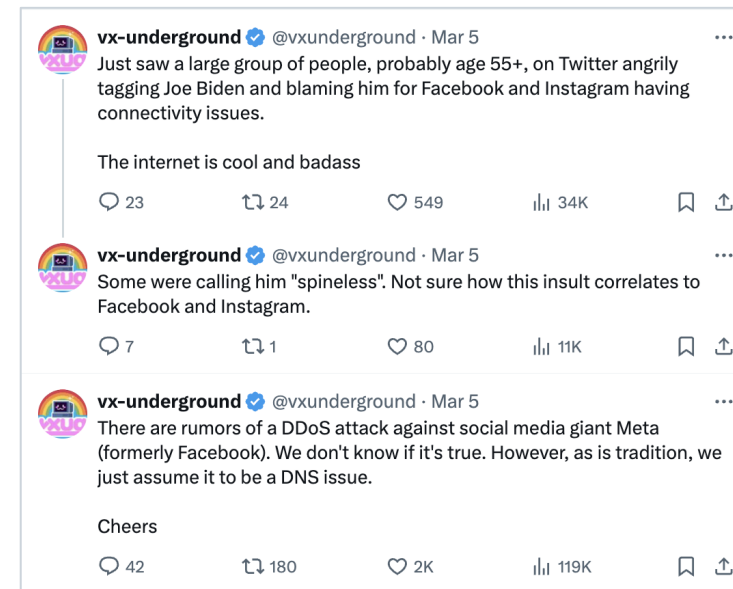 vx-underground @vxunderground · Mar 5
Just saw a large group of people, probably age 55+, on Twitter angrily
tagging Joe Biden and blaming him for Facebook and Instagram having
connectivity issues.
The internet is cool and badass
23 24 549 34K
vx-underground @vxunderground · Mar 5
Some were calling him "spineless". Not sure how this insult correlates to
Facebook and Instagram.
7 1 80 11K
vx-underground @vxunderground · Mar 5
There are rumors of a DDoS attack against social media giant Meta
(formerly Facebook). We don't know if it's true. However, as is tradition, we
just assume it to be a DNS issue.
Cheers
42 180 2K 119K